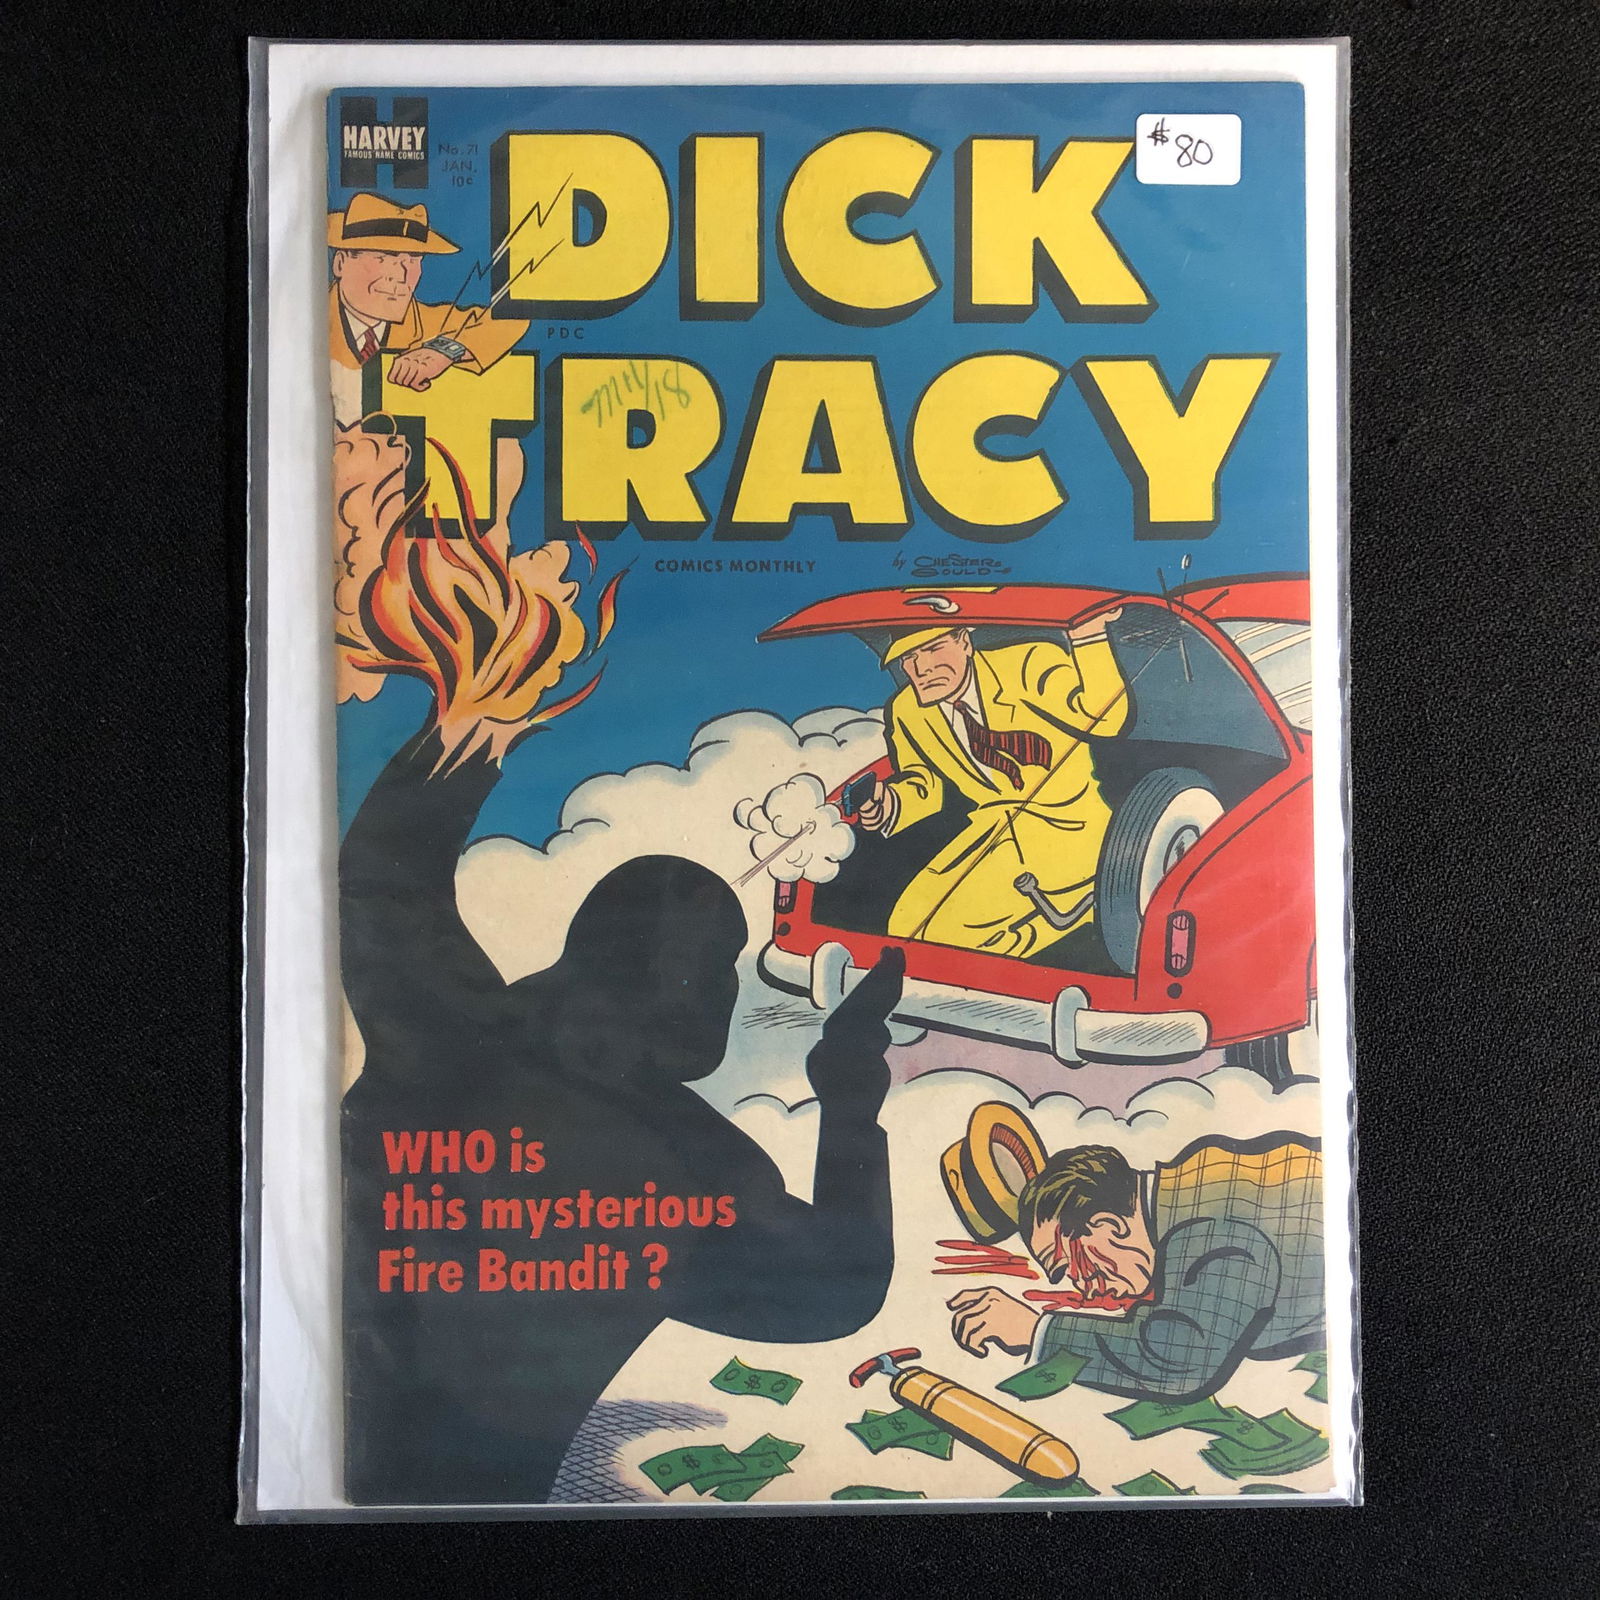 HARVEY
FAMOUS NAME COMICS
No. 71
JAN.
10¢
DICK
$80
PDC
TRACY
COMICS MONTHLY
by CHESTER
GOULD
WHO is
this mysterious
Fire Bandit?